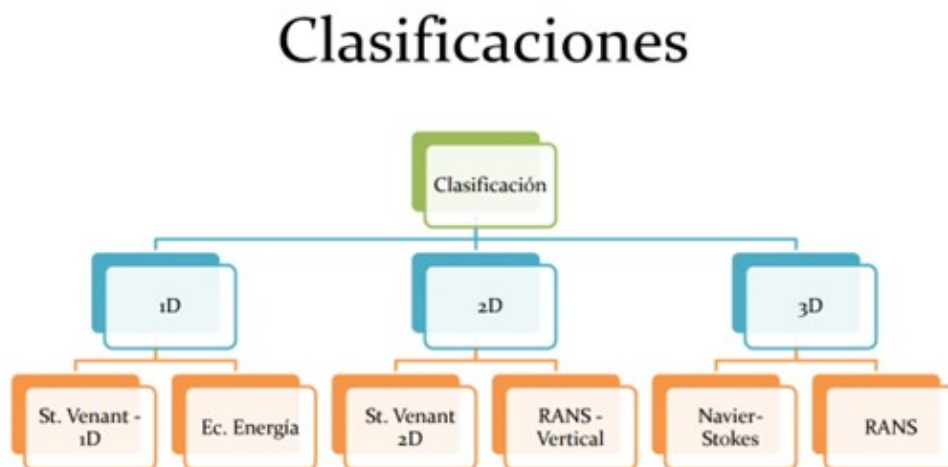 Clasificaciones
Clasificación
1D
2D
3D
St. Venant -
1D
Ec. Energía
St. Venant
2D
RANS -
Vertical
Navier-
Stokes
RANS